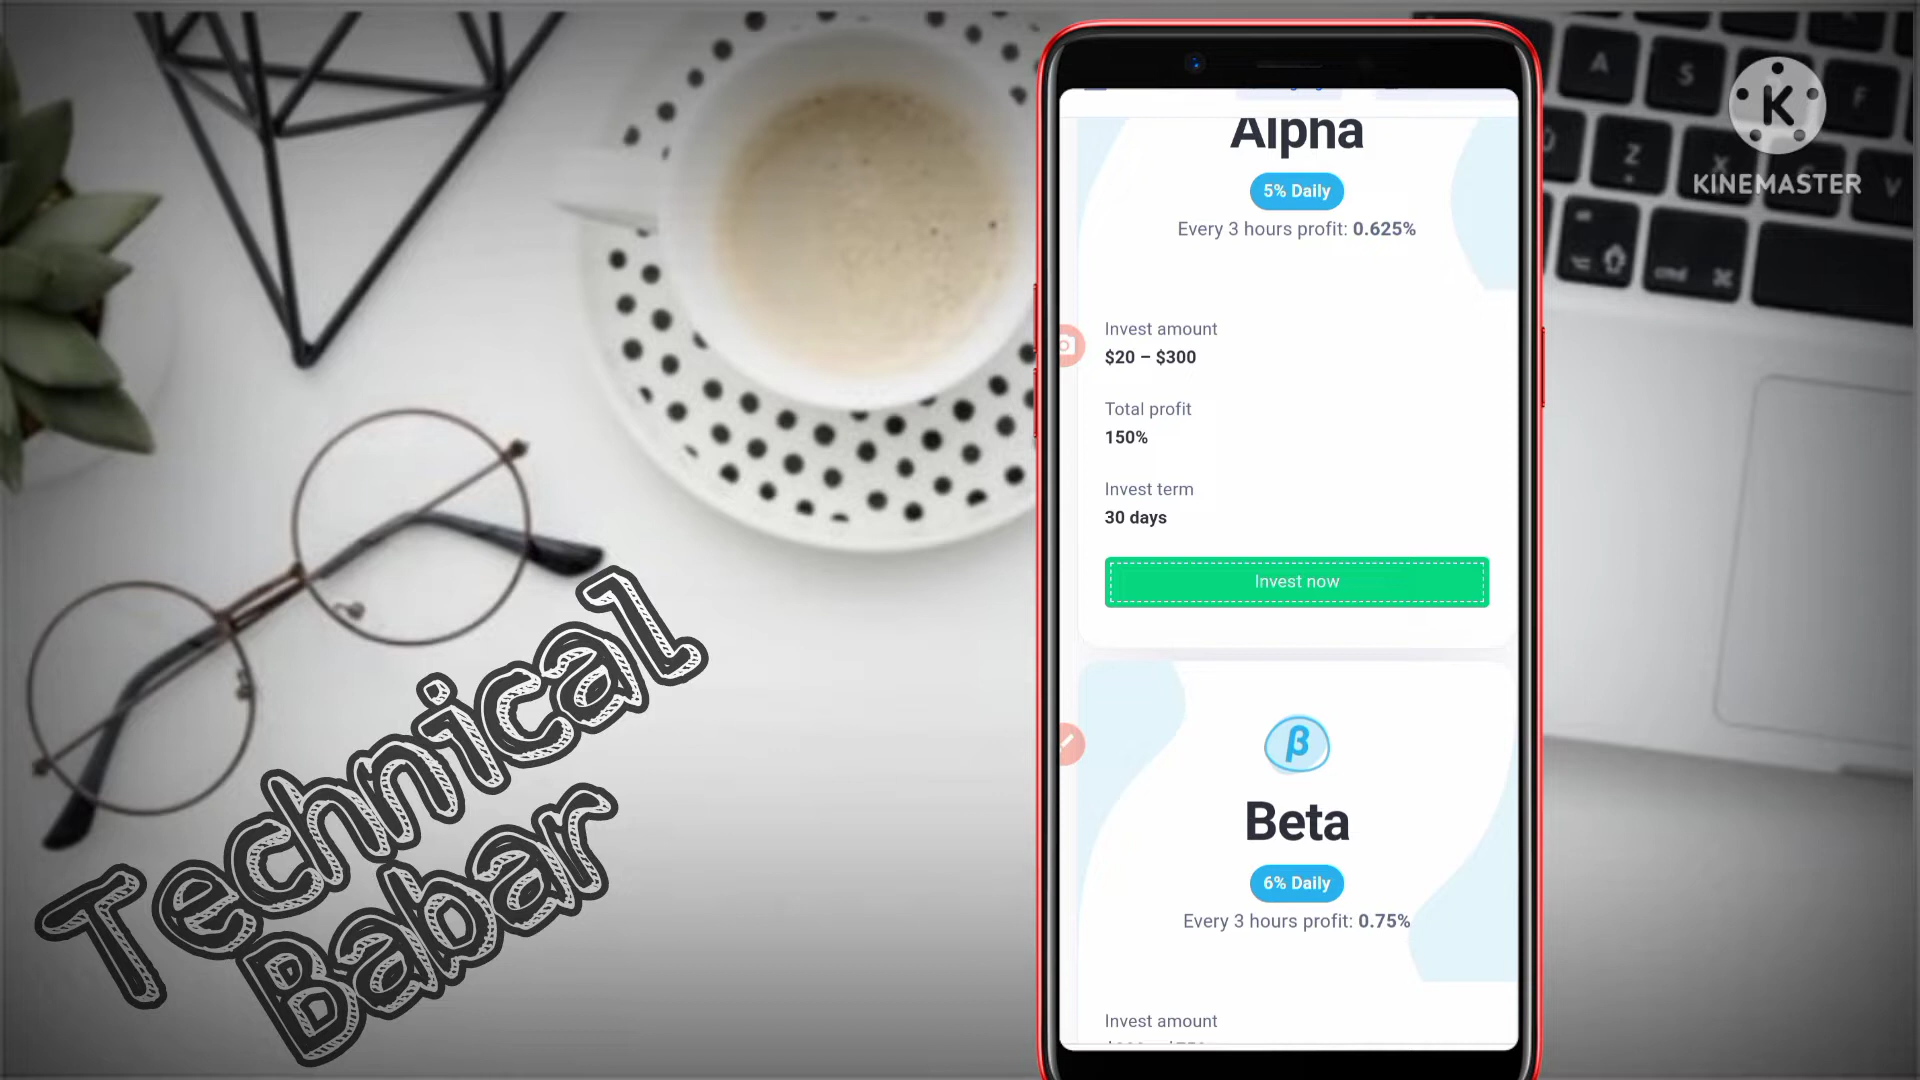 Technical
Babar
Alpha
5% Daily
Every 3 hours profit: 0.625%
Invest amount
$20 – $300
Total profit
150%
Invest term
30 days
Invest now
β
Beta
6% Daily
Every 3 hours profit: 0.75%
Invest amount
K
KINEMASTER
A
S
F
Z
X
C
V
cmd ⌘